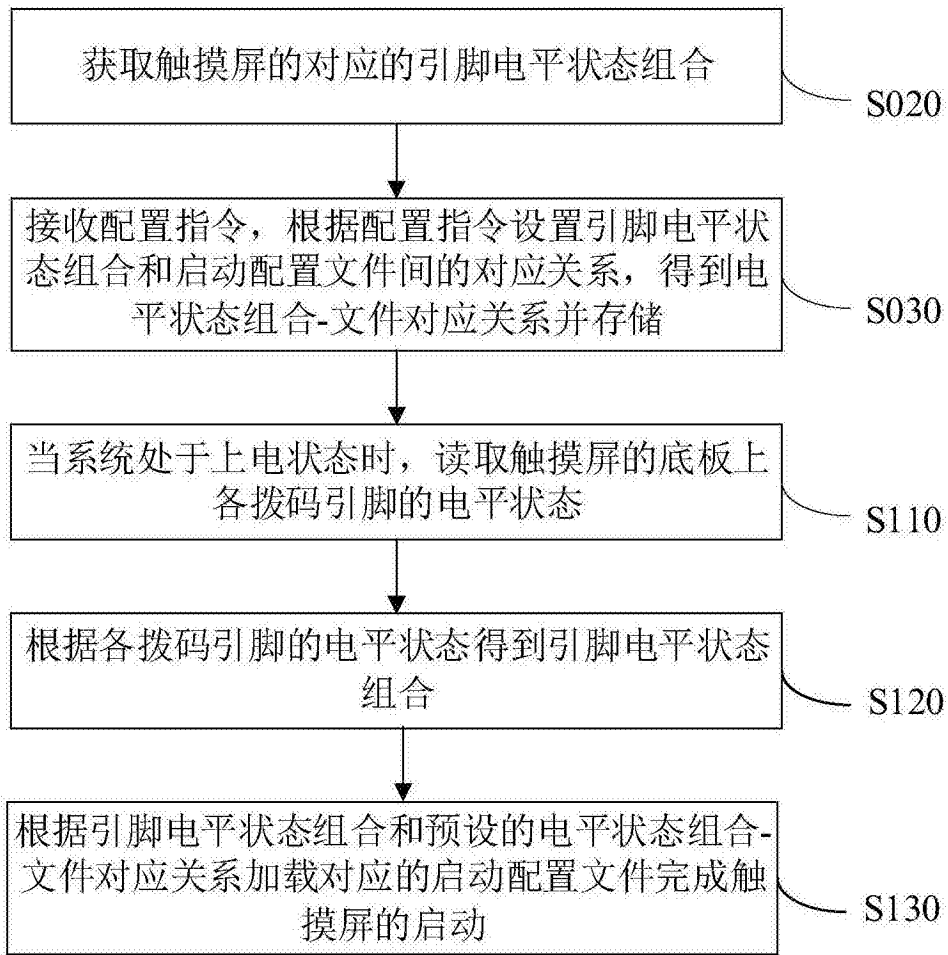 获取触摸屏的对应的引脚电平状态组合
S020
接收配置指令，根据配置指令设置引脚电平状
态组合和启动配置文件间的对应关系，得到电
平状态组合-文件对应关系并存储
S030
当系统处于上电状态时，读取触摸屏的底板上
各拨码引脚的电平状态
S110
根据各拨码引脚的电平状态得到引脚电平状态
组合
S120
根据引脚电平状态组合和预设的电平状态组合-
文件对应关系加载对应的启动配置文件完成触
摸屏的启动
S130